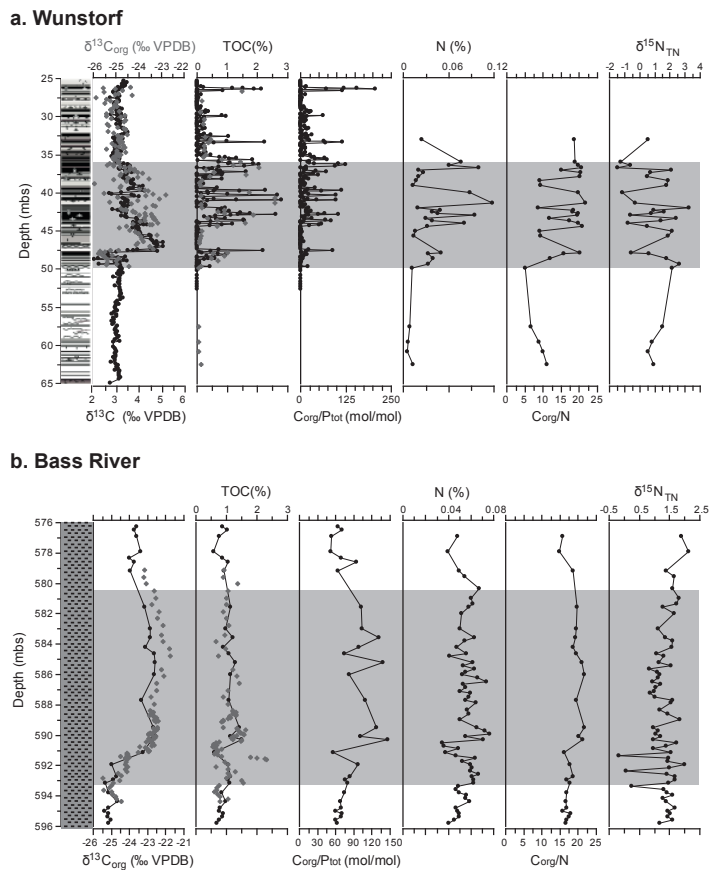 a. Wunstorf
δ13Corg (‰ VPDB) TOC(%) N (%) δ15NTN
-26 -25 -24 -23 -22 0 1 2 3 0 0.06 0.12 -2 -1 0 1 2 3 4
25
30
35
40
45
50
55
60
65
Depth (mbs)
2 3 4 5 6 0 50 100 150 250 0 5 10 15 20 25
δ13C (‰ VPDB) Corg/Ptot (mol/mol) Corg/N
b. Bass River
TOC(%) N (%) δ15NTN
0 1 2 3 0 0.04 0.08 -0.5 0.5 1.5 2.5
576
578
580
582
584
586
588
590
592
594
596
Depth (mbs)
-26 -25 -24 -23 -22 -21 0 30 60 90 120 150 0 5 10 15 20 25
δ13Corg (‰ VPDB) Corg/Ptot (mol/mol) Corg/N